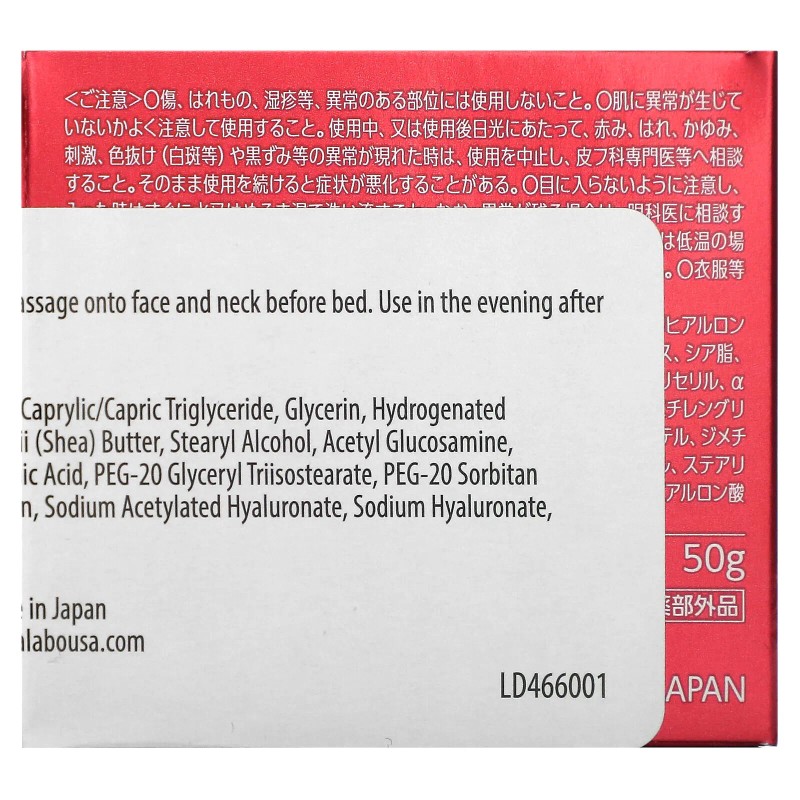 ＜ご注意＞〇傷、はれもの、湿疹等、異常のある部位には使用しないこと。〇肌に異常が生じて
いないかよく注意して使用すること。使用中、又は使用後日光にあたって、赤み、はれ、かゆみ、
刺激、色抜け（白斑等）や黒ずみ等の異常が現れた時は、使用を中止し、皮フ科専門医等へ相談
すること。そのまま使用を続けると症状が悪化することがある。〇目に入らないように注意し、
眼科医に相談す
は低温の場
。〇衣服等
assage onto face and neck before bed. Use in the evening after
ヒアルロン
ス、シア脂、
リセリル、α
Caprylic/Capric Triglyceride, Glycerin, Hydrogenated
チレングリ
ii (Shea) Butter, Stearyl Alcohol, Acetyl Glucosamine,
テル、ジメチ
ic Acid, PEG-20 Glyceryl Triisostearate, PEG-20 Sorbitan
、ステアリ
n, Sodium Acetylated Hyaluronate, Sodium Hyaluronate,
アルロン酸
50g
e in Japan
薬部外品
alabousa.com
LD466001
APAN